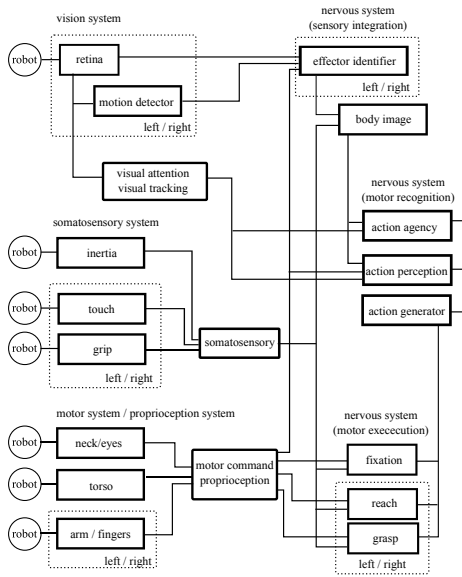 vision system
nervous system
(sensory integration)
robot
retina
effector identifier
left / right
motion detector
left / right
body image
visual attention
visual tracking
nervous system
(motor recognition)
somatosensory system
action agency
robot
inertia
action perception
robot
touch
action generator
robot
grip
somatosensory
left / right
motor system / proprioception system
nervous system
(motor exececution)
robot
neck/eyes
motor command
proprioception
fixation
robot
torso
reach
robot
arm / fingers
grasp
left / right
left / right